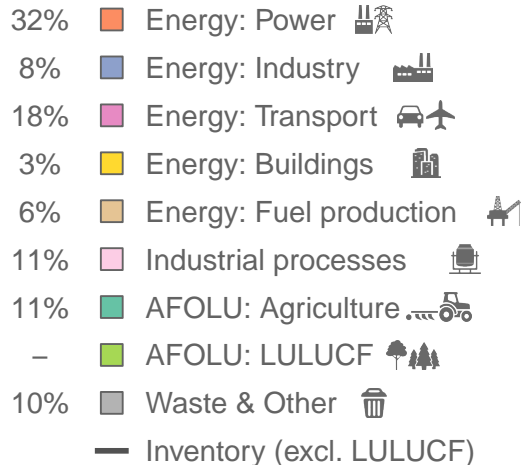 32% Energy: Power
8% Energy: Industry
18% Energy: Transport
3% Energy: Buildings
6% Energy: Fuel production
11% Industrial processes
11% AFOLU: Agriculture
– AFOLU: LULUCF
10% Waste & Other
Inventory (excl. LULUCF)